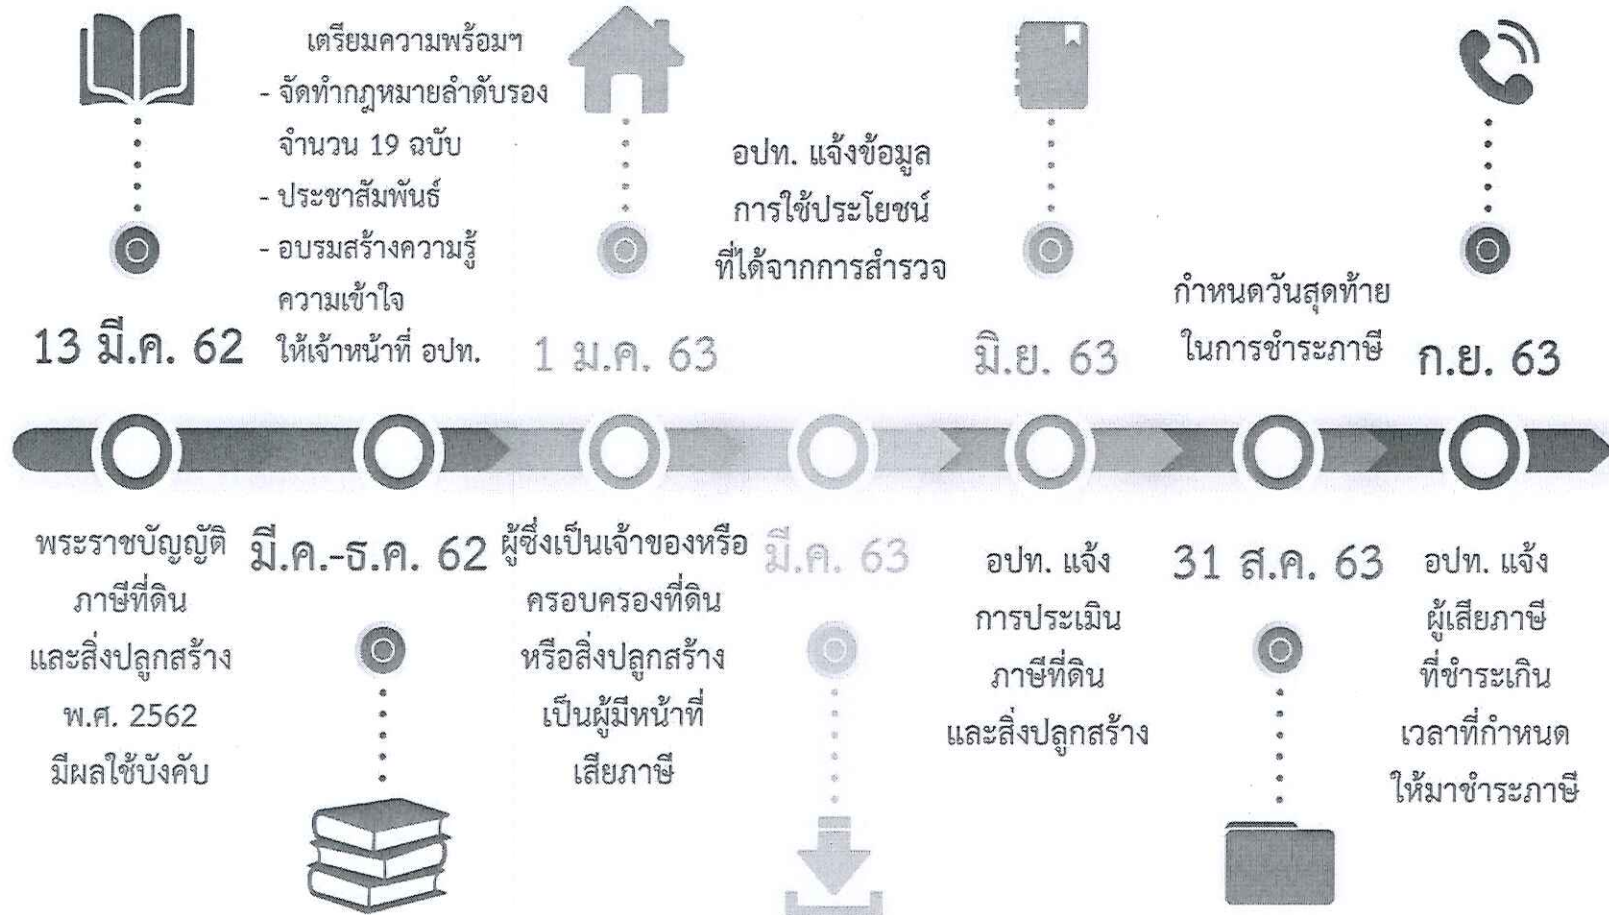 13 มี.ค. 62
พระราชบัญญัติ
ภาษีที่ดิน
และสิ่งปลูกสร้าง
พ.ศ. 2562
มีผลใช้บังคับ
เตรียมความพร้อมฯ
- จัดทำกฎหมายลำดับรอง
จำนวน 19 ฉบับ
- ประชาสัมพันธ์
- อบรมสร้างความรู้
ความเข้าใจ
ให้เจ้าหน้าที่ อปท.
มี.ค.-ธ.ค. 62
1 ม.ค. 63
ผู้ซึ่งเป็นเจ้าของหรือ
ครอบครองที่ดิน
หรือสิ่งปลูกสร้าง
เป็นผู้มีหน้าที่
เสียภาษี
อปท. แจ้งข้อมูล
การใช้ประโยชน์
ที่ได้จากการสำรวจ
มี.ค. 63
มิ.ย. 63
อปท. แจ้ง
การประเมิน
ภาษีที่ดิน
และสิ่งปลูกสร้าง
กำหนดวันสุดท้าย
ในการชำระภาษี
31 ส.ค. 63
ก.ย. 63
อปท. แจ้ง
ผู้เสียภาษี
ที่ชำระเกิน
เวลาที่กำหนด
ให้มาชำระภาษี